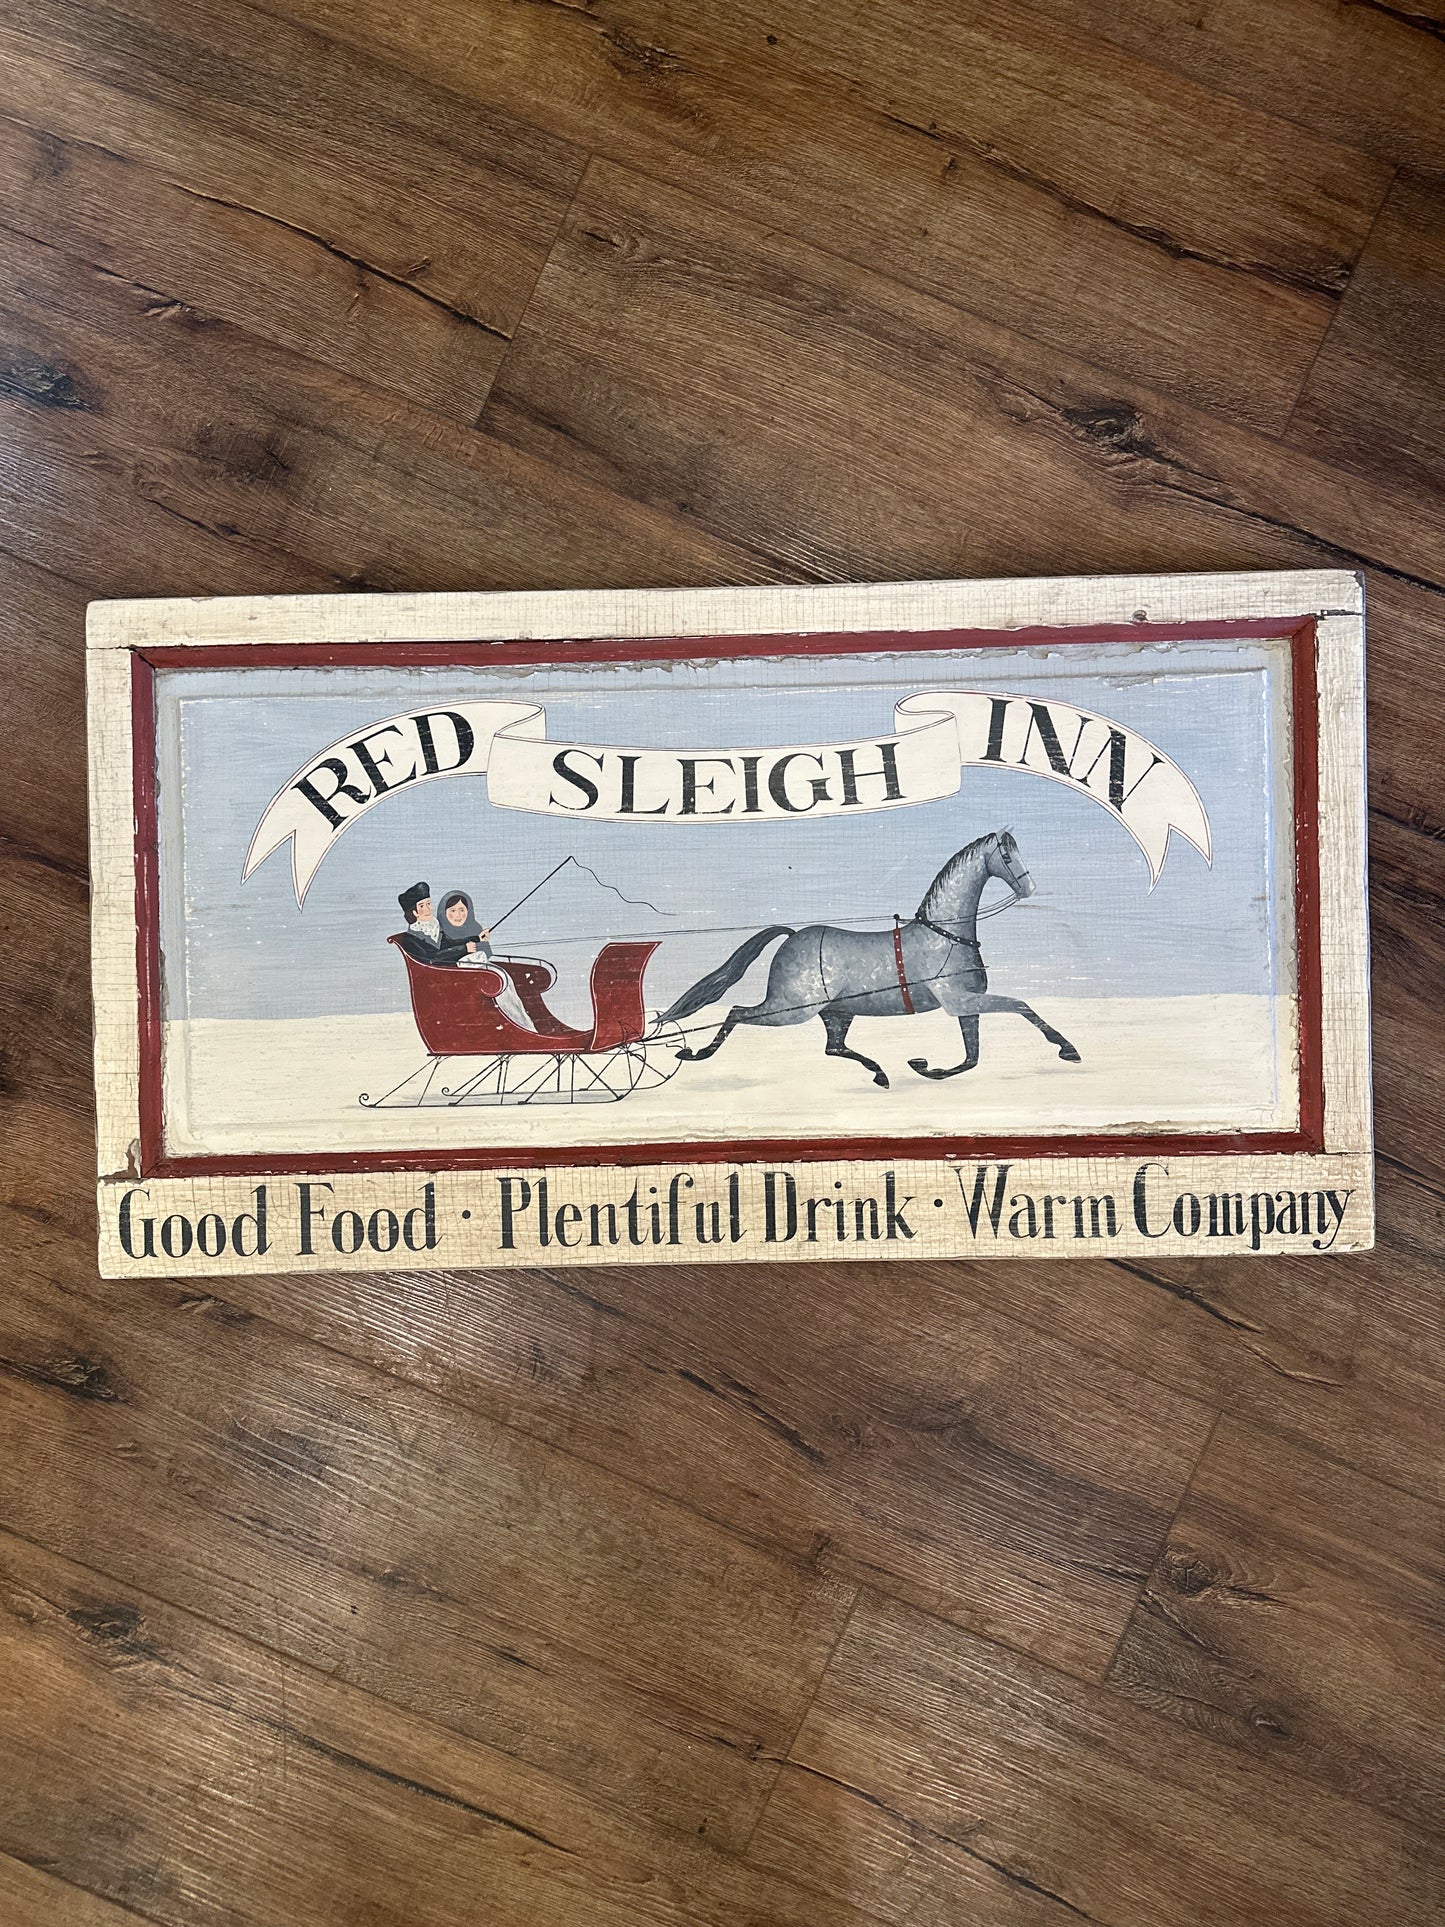 RED SLEIGH INN
Good Food · Plentiful Drink · Warm Company